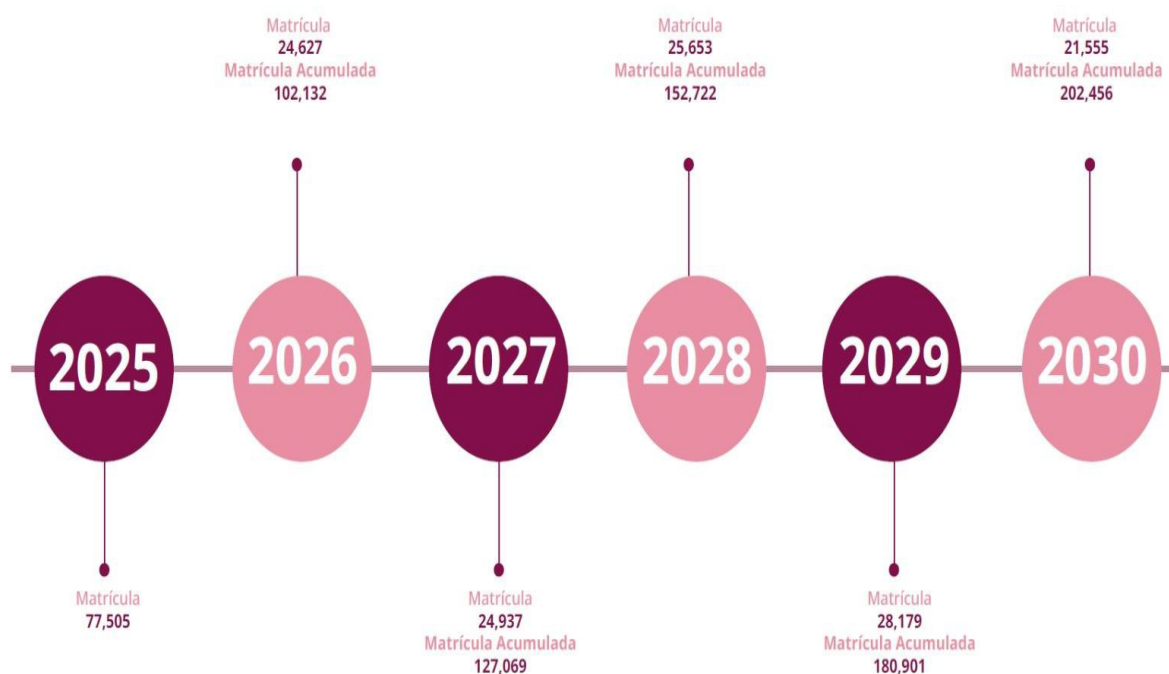 Matrícula
24,627
Matrícula Acumulada
102,132
Matrícula
25,653
Matrícula Acumulada
152,722
Matrícula
21,555
Matrícula Acumulada
202,456
2025
2026
2027
2028
2029
2030
Matrícula
77,505
Matrícula
24,937
Matrícula Acumulada
127,069
Matrícula
28,179
Matrícula Acumulada
180,901